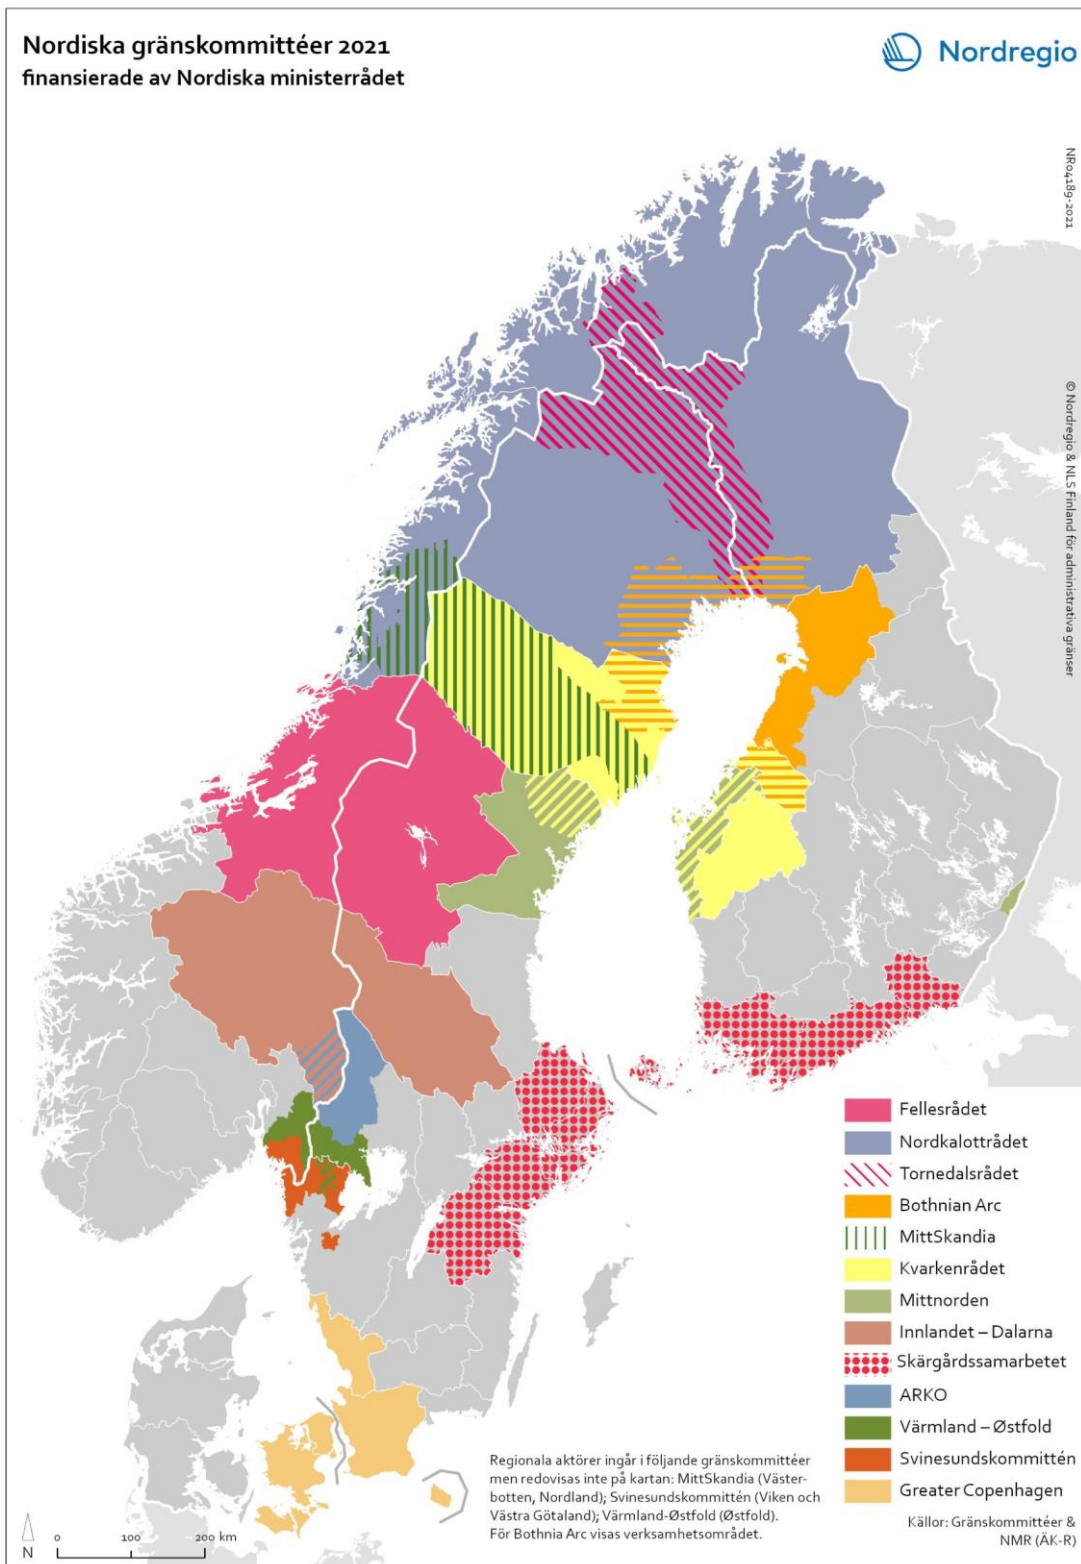 Nordiska gränskommittéer 2021
finansierade av Nordiska ministerrådet
Nordregio
NR04189-2021
© Nordregio & NLS Finland för administrativa gränser
Fellesrådet
Nordkalottrådet
Tornedalsrådet
Bothnian Arc
MittSkandia
Kvarkenrådet
Mittnorden
Innlandet – Dalarna
Skärgårdssamarbetet
ARKO
Värmland – Østfold
Svinesundskommittén
Greater Copenhagen
Regionala aktörer ingår i följande gränskommittéer
men redovisas inte på kartan: MittSkandia (Väster-
botten, Nordland); Svinesundskommittén (Viken och
Västra Götaland); Värmland-Østfold (Østfold).
För Bothnia Arc visas verksamhetsområdet.
Källor: Gränskommittéer &
NMR (ÄK-R)
N
0 100 200 km